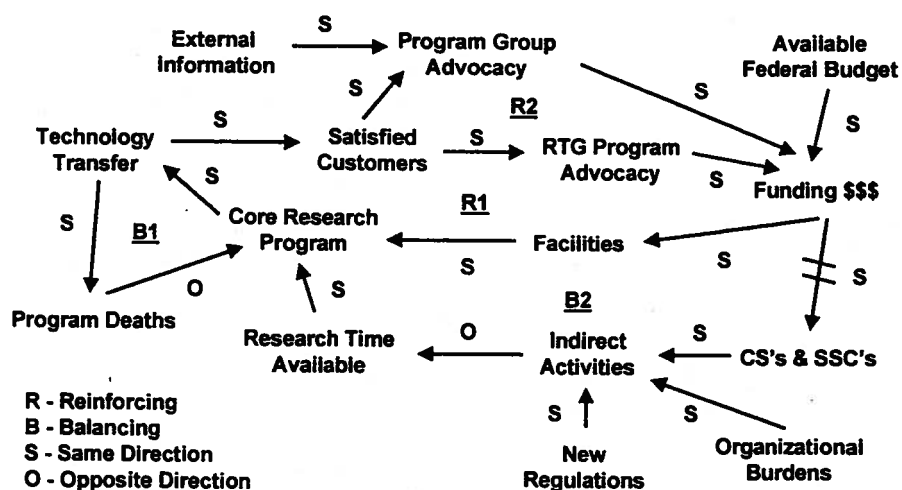 External
Information
S
Program Group
Advocacy
Available
Federal Budget
S
R2
S
S
Technology
Transfer
S
Satisfied
Customers
S
RTG Program
Advocacy
S
Funding $$$
S
S
B1
Core Research
Program
R1
S
Facilities
S
S
O
Program Deaths
S
B2
Research Time
Available
O
Indirect
Activities
S
CS's & SSC's
S
S
New
Regulations
Organizational
Burdens
R - Reinforcing
B - Balancing
S - Same Direction
O - Opposite Direction